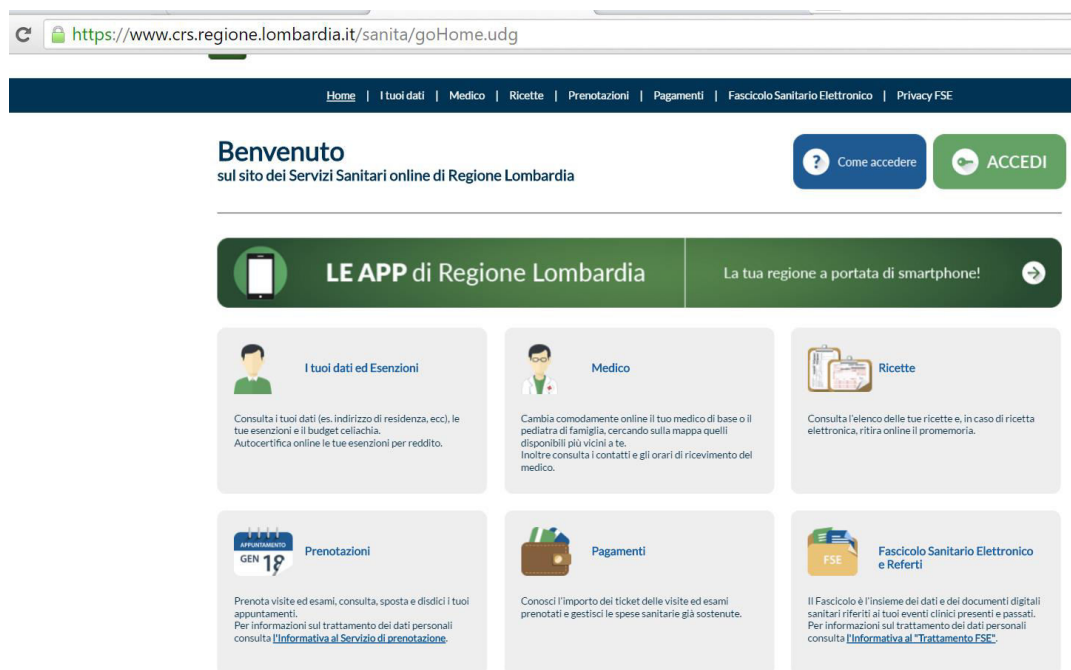 https://www.crs.regione.lombardia.it/sanita/goHome.udg
Home | I tuoi dati | Medico | Ricette | Prenotazioni | Pagamenti | Fascicolo Sanitario Elettronico | Privacy FSE
Benvenuto
sul sito dei Servizi Sanitari online di Regione Lombardia
? Come accedere
ACCEDI
LE APP di Regione Lombardia
La tua regione a portata di smartphone!
I tuoi dati ed Esenzioni
Consulta i tuoi dati (es. indirizzo di residenza, ecc), le
tue esenzioni e il budget celiachia.
Autocertifica online le tue esenzioni per reddito.
Medico
Cambia comodamente online il tuo medico di base o il
pediatra di famiglia, cercando sulla mappa quelli
disponibili più vicini a te.
Inoltre consulta i contatti e gli orari di ricevimento del
medico.
Ricette
Consulta l'elenco delle tue ricette e, in caso di ricetta
elettronica, ritira online il promemoria.
APPUNTAMENTO
GEN 18
Prenotazioni
Prenota visite ed esami, consulta, sposta e disdici i tuoi
appuntamenti.
Per informazioni sul trattamento dei dati personali
consulta l'Informativa al Servizio di prenotazione.
Pagamenti
Conosci l'importo dei ticket delle visite ed esami
prenotati e gestisci le spese sanitarie già sostenute.
FSE
Fascicolo Sanitario Elettronico
e Referti
Il Fascicolo è l'insieme dei dati e dei documenti digitali
sanitari riferiti ai tuoi eventi clinici presenti e passati.
Per informazioni sul trattamento dei dati personali
consulta l'Informativa al "Trattamento FSE".